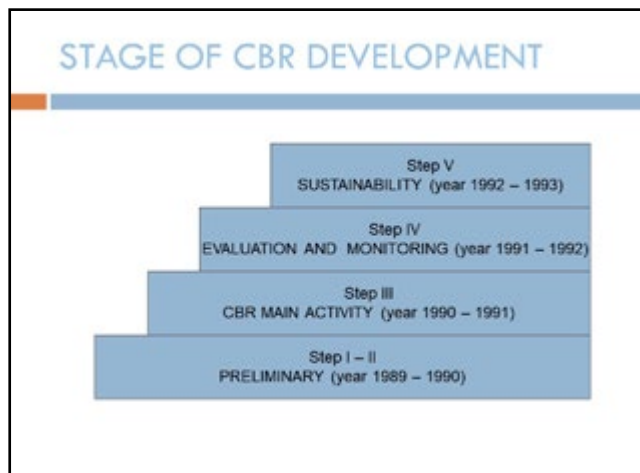 STAGE OF CBR DEVELOPMENT
Step V
SUSTAINABILITY (year 1992 – 1993)
Step IV
EVALUATION AND MONITORING (year 1991 – 1992)
Step III
CBR MAIN ACTIVITY (year 1990 – 1991)
Step I – II
PRELIMINARY (year 1989 – 1990)